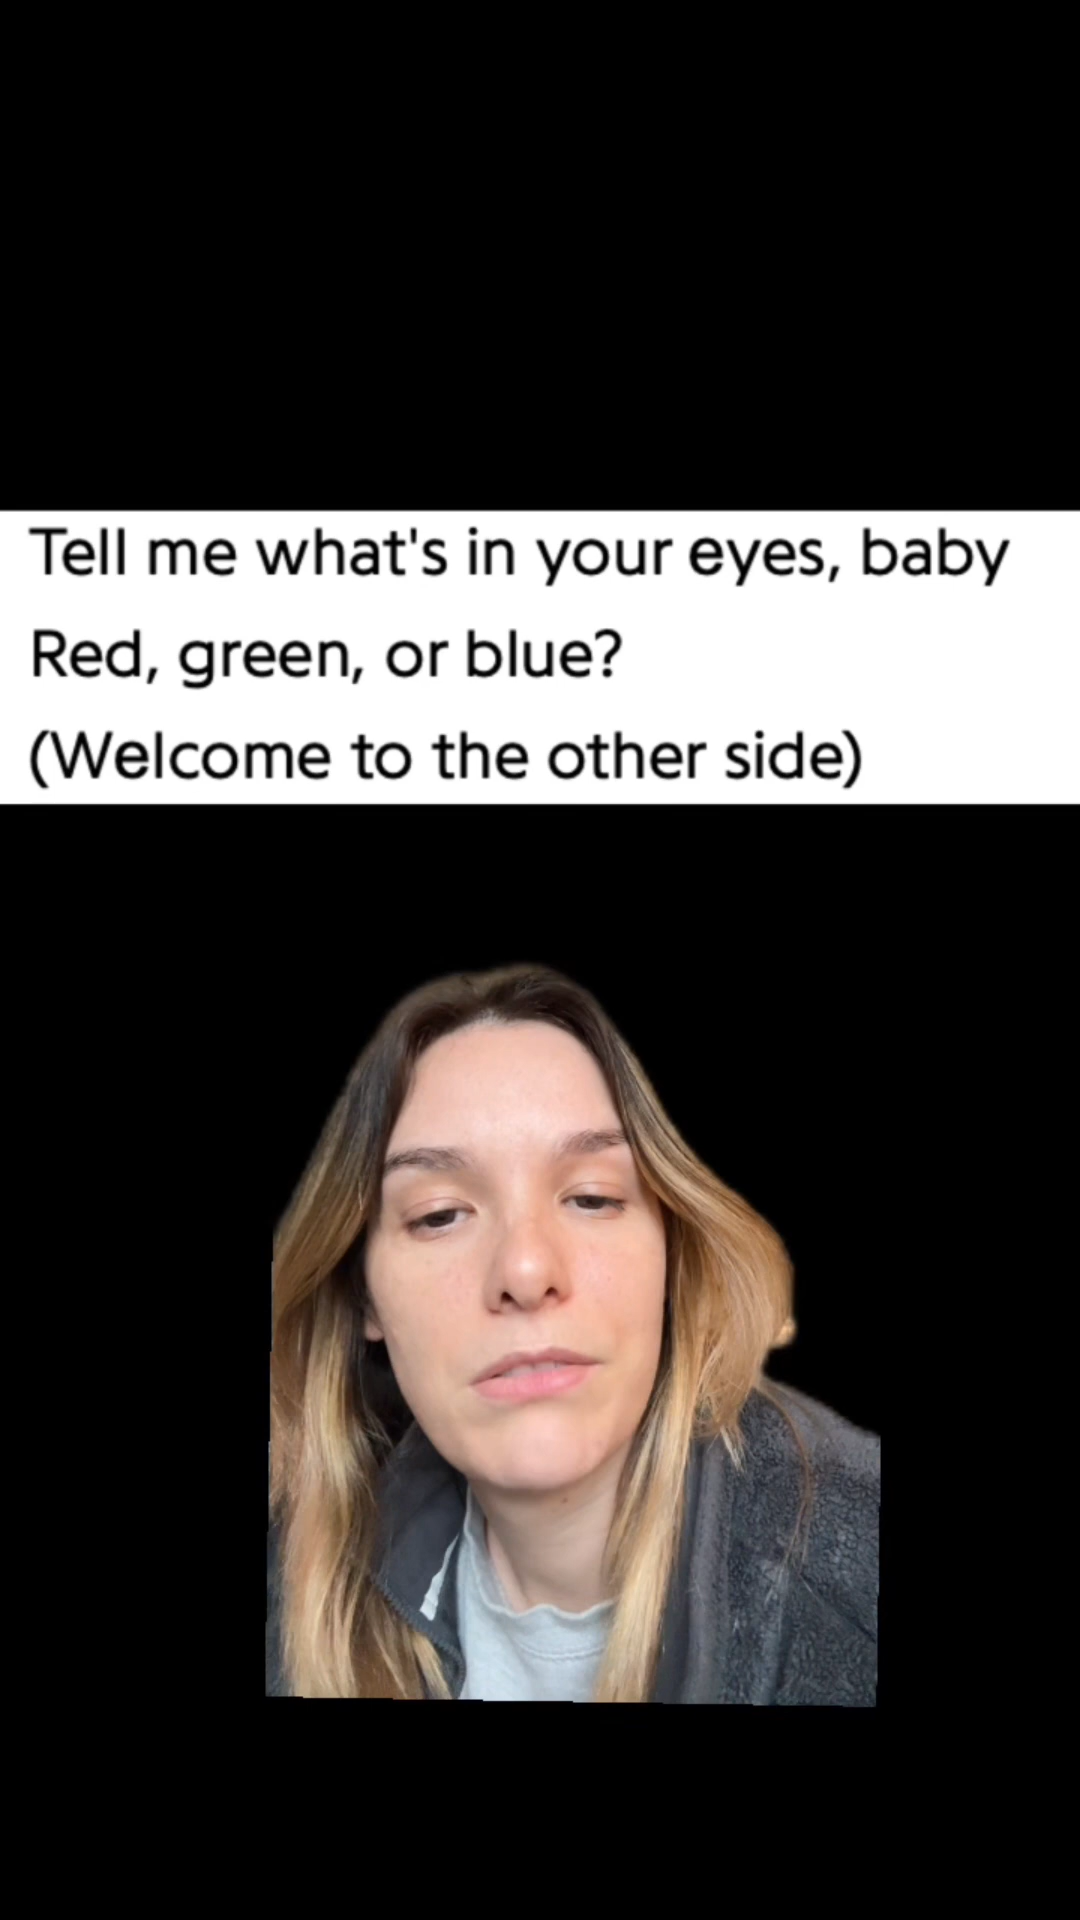 Tell me what's in your eyes, baby
Red, green, or blue?
(Welcome to the other side)